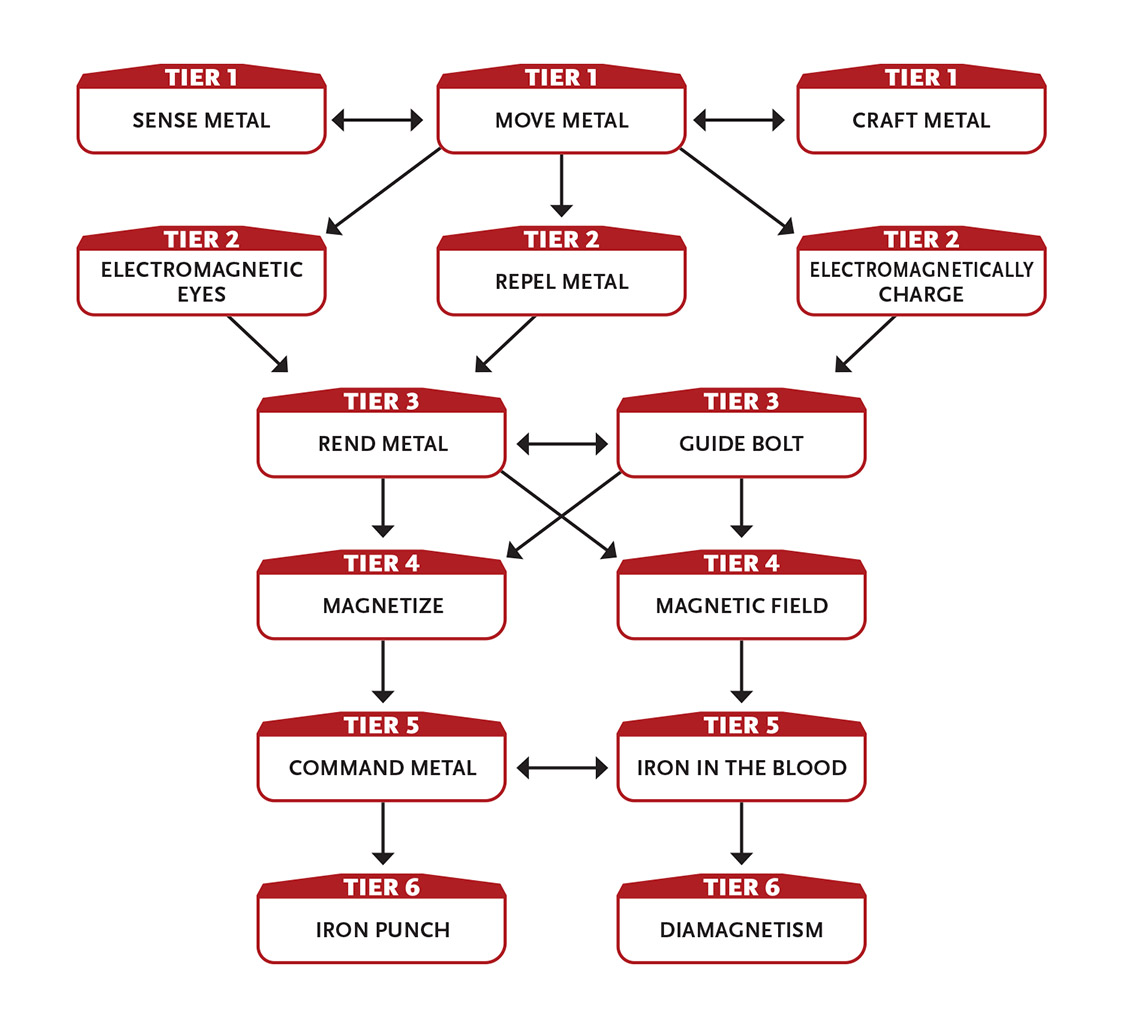 TIER 1
SENSE METAL
TIER 1
MOVE METAL
TIER 1
CRAFT METAL
TIER 2
ELECTROMAGNETIC
EYES
TIER 2
REPEL METAL
TIER 2
ELECTROMAGNETICALLY
CHARGE
TIER 3
REND METAL
TIER 3
GUIDE BOLT
TIER 4
MAGNETIZE
TIER 4
MAGNETIC FIELD
TIER 5
COMMAND METAL
TIER 5
IRON IN THE BLOOD
TIER 6
IRON PUNCH
TIER 6
DIAMAGNETISM